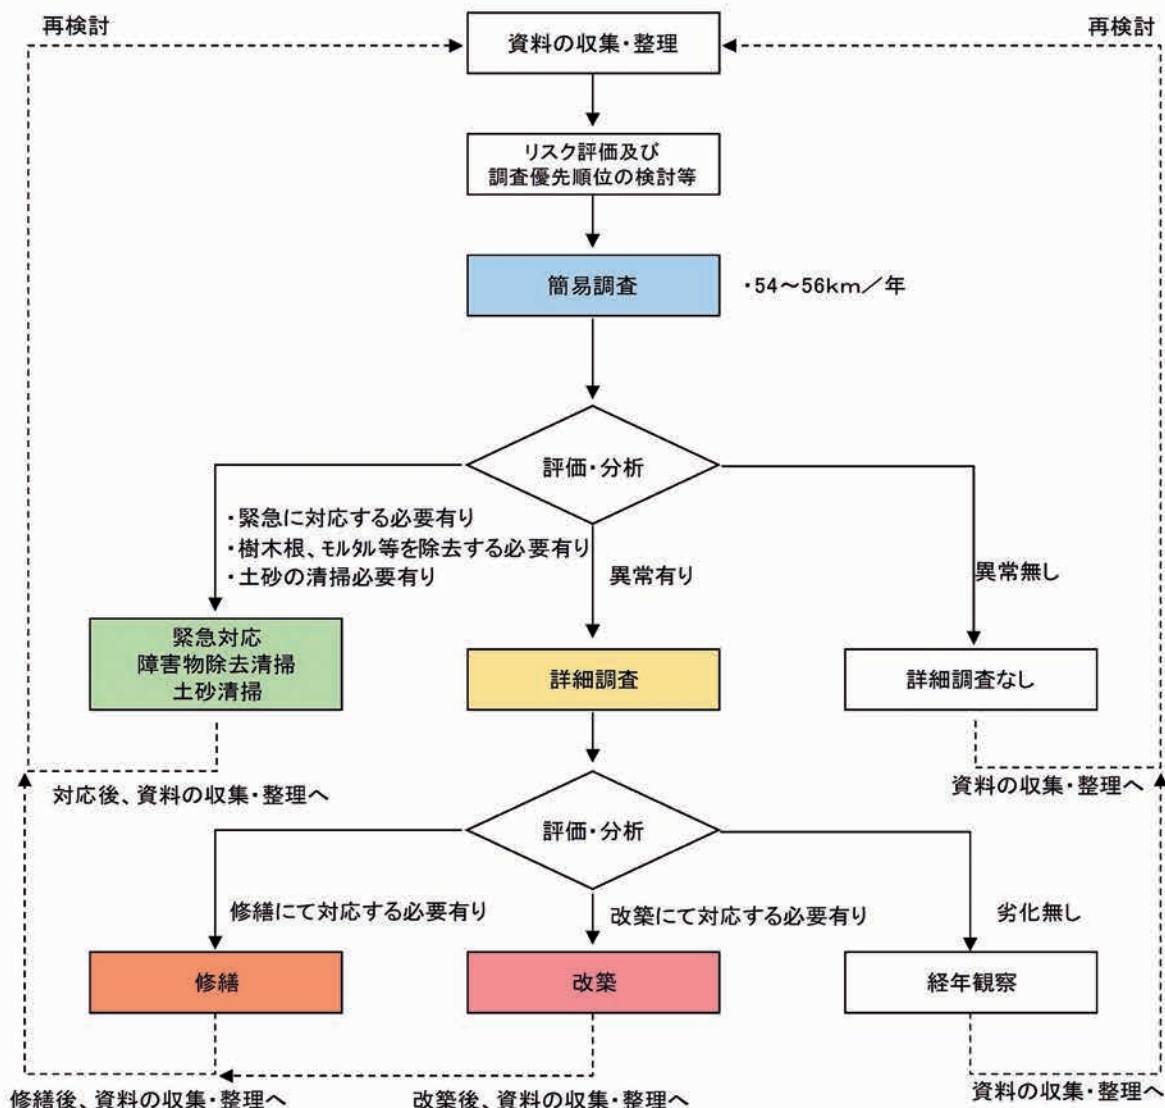 再検討
再検討
資料の収集・整理
リスク評価及び
調査優先順位の検討等
簡易調査
・54～56km／年
評価・分析
・緊急に対応する必要有り
・樹木根、ﾓﾙﾀﾙ等を除去する必要有り
・土砂の清掃必要有り
異常有り
異常無し
緊急対応
障害物除去清掃
土砂清掃
詳細調査
詳細調査なし
対応後、資料の収集・整理へ
資料の収集・整理へ
評価・分析
修繕にて対応する必要有り
改築にて対応する必要有り
劣化無し
修繕
改築
経年観察
修繕後、資料の収集・整理へ
改築後、資料の収集・整理へ
資料の収集・整理へ